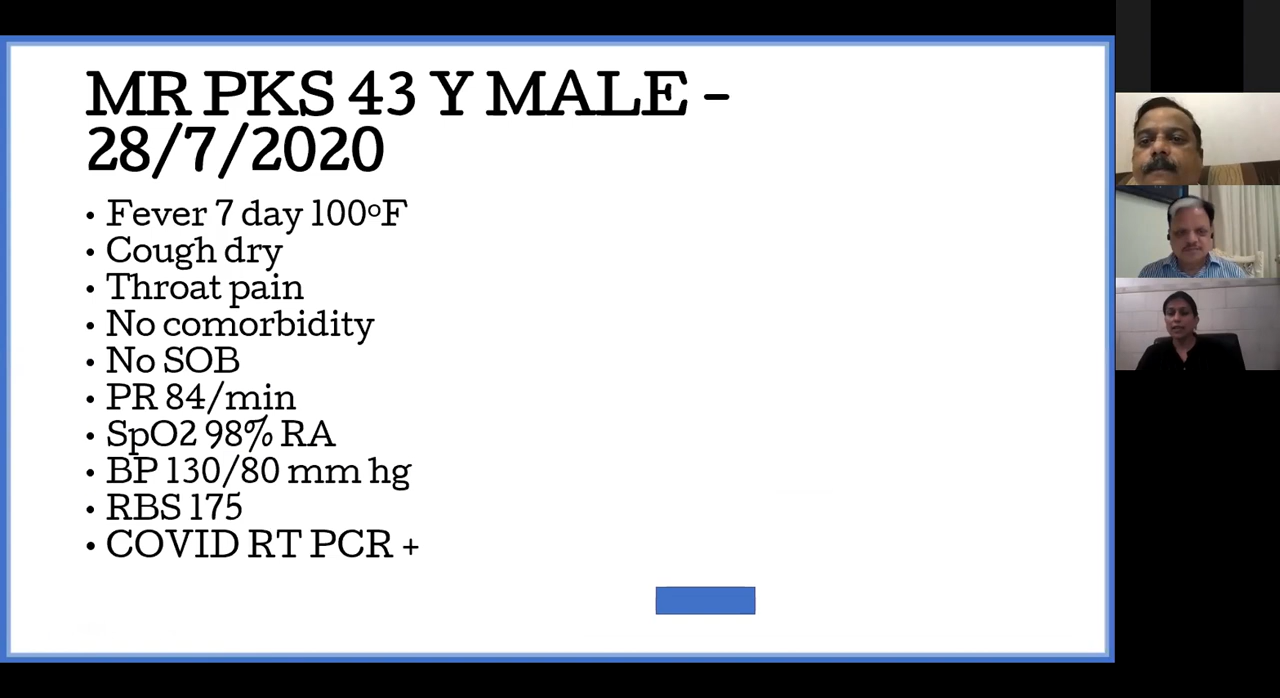 MR PKS 43 Y MALE –
28/7/2020
• Fever 7 day 100°F
• Cough dry
• Throat pain
• No comorbidity
• No SOB
• PR 84/min
• SpO2 98% RA
• BP 130/80 mm hg
• RBS 175
• COVID RT PCR +